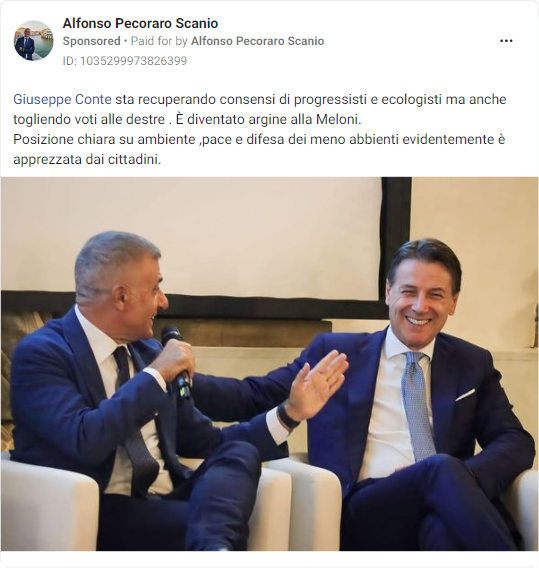 Alfonso Pecoraro Scanio
Sponsored • Paid for by Alfonso Pecoraro Scanio
ID: 1035299973826399
Giuseppe Conte sta recuperando consensi di progressisti e ecologisti ma anche
togliendo voti alle destre . È diventato argine alla Meloni.
Posizione chiara su ambiente ,pace e difesa dei meno abbienti evidentemente è
apprezzata dai cittadini.